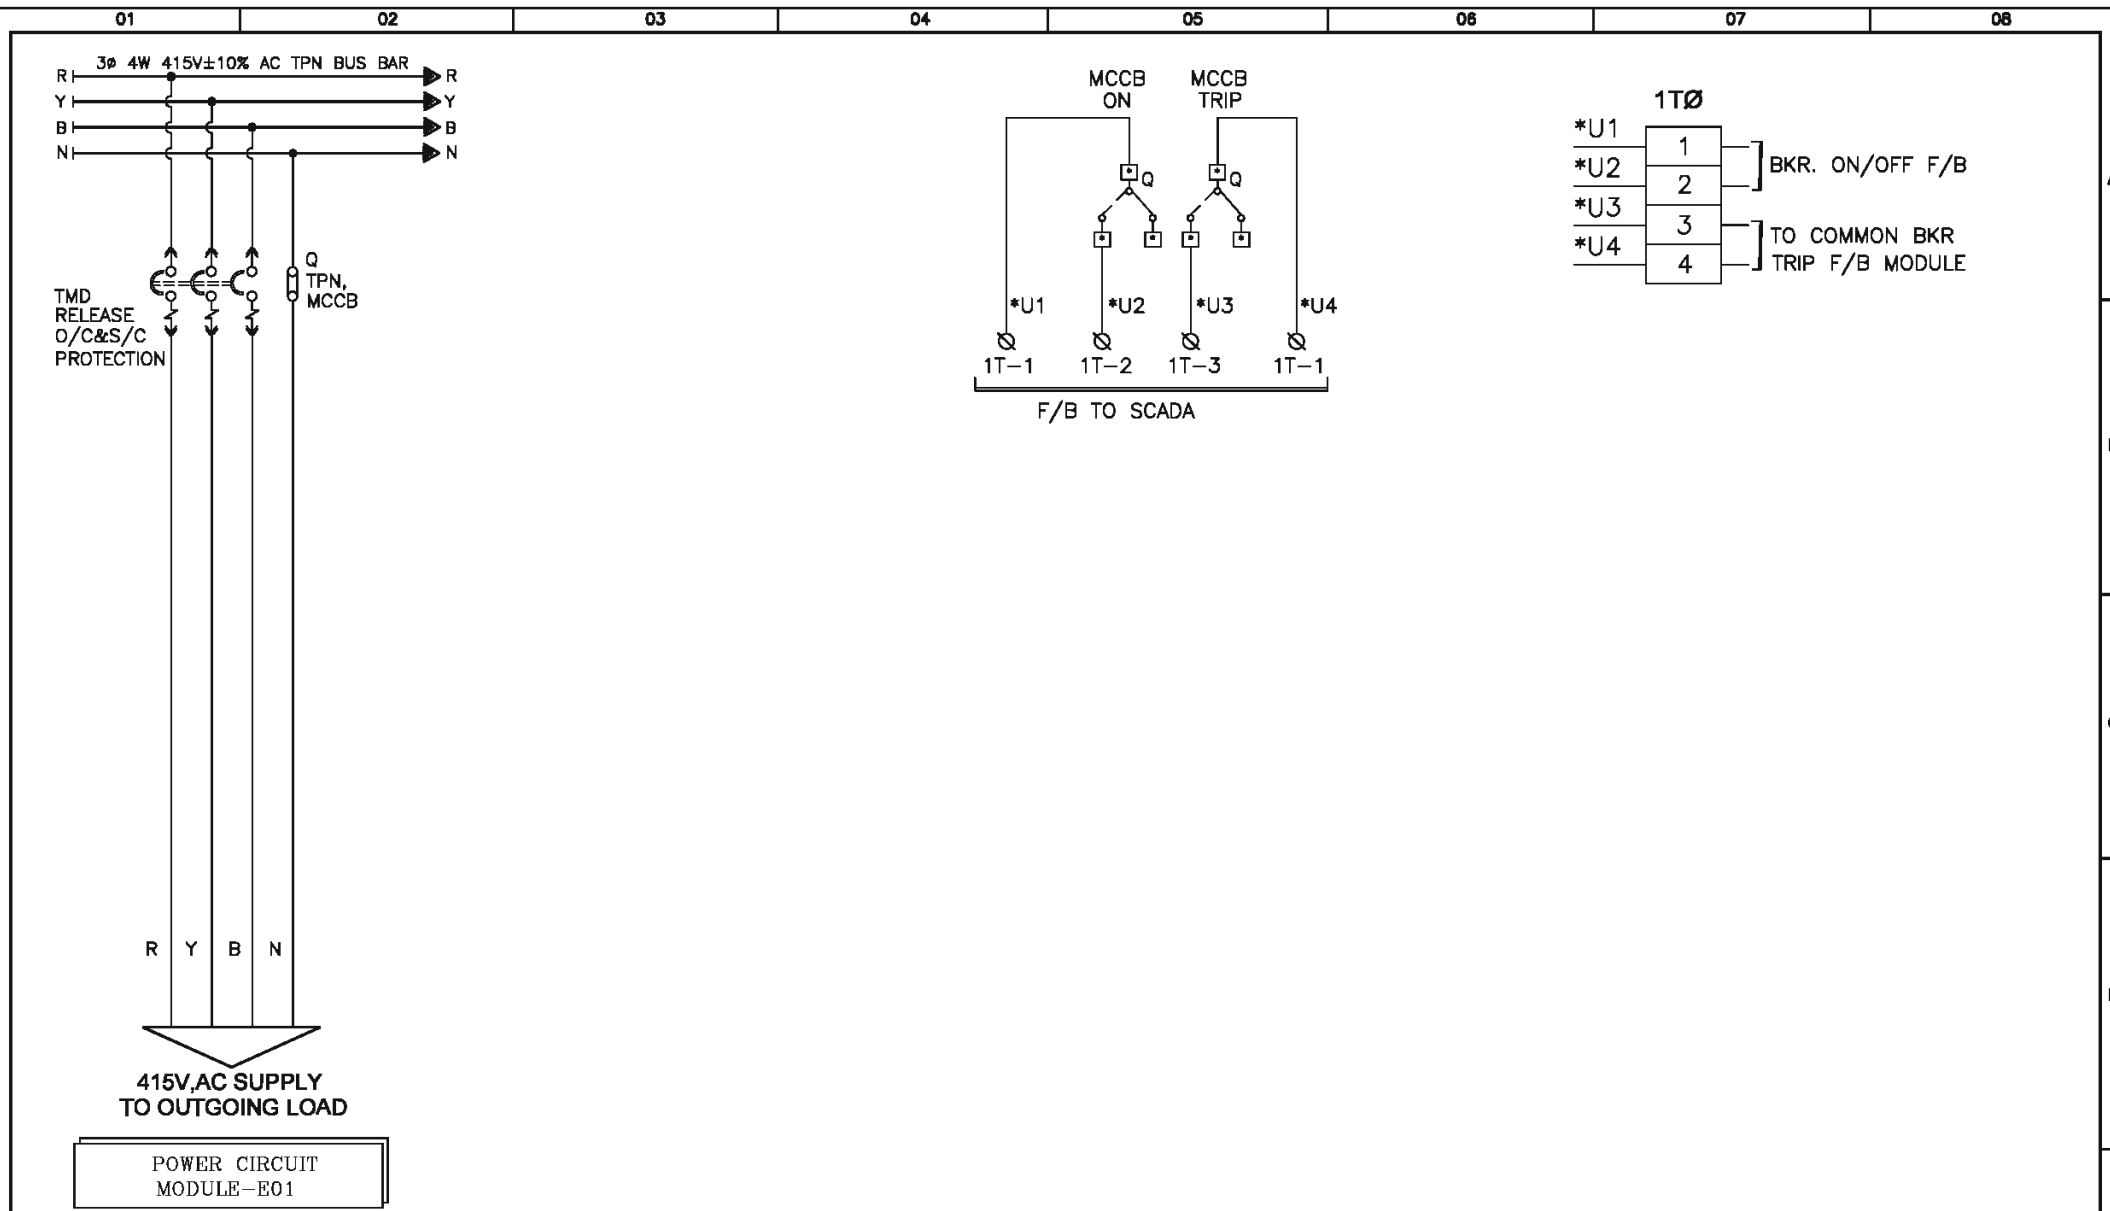 01 02 03 04 05 06 07 08
3ø 4W 415V±10% AC TPN BUS BAR
R R
Y Y
B B
N N
Q
TPN,
MCCB
TMD
RELEASE
O/C&S/C
PROTECTION
R Y B N
415V,AC SUPPLY
TO OUTGOING LOAD
POWER CIRCUIT
MODULE-E01
MCCB
ON
MCCB
TRIP
Q Q
*U1 *U2 *U3 *U4
1T-1 1T-2 1T-3 1T-1
F/B TO SCADA
1TØ
*U1
1
*U2
2
*U3
3
*U4
4
BKR. ON/OFF F/B
TO COMMON BKR
TRIP F/B MODULE